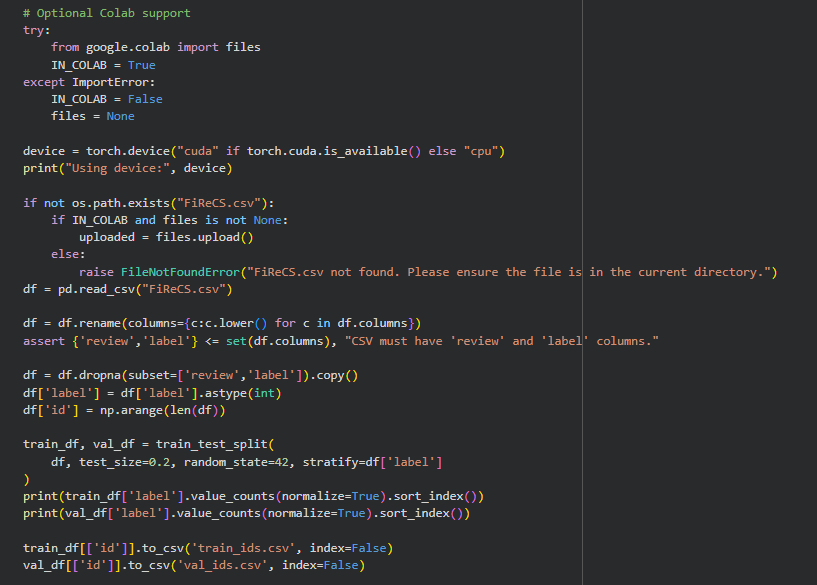 # Optional Colab support
try:
    from google.colab import files
    IN_COLAB = True
except ImportError:
    IN_COLAB = False
    files = None

device = torch.device("cuda" if torch.cuda.is_available() else "cpu")
print("Using device:", device)

if not os.path.exists("FiReCS.csv"):
    if IN_COLAB and files is not None:
        uploaded = files.upload()
    else:
        raise FileNotFoundError("FiReCS.csv not found. Please ensure the file is in the current directory.")
df = pd.read_csv("FiReCS.csv")

df = df.rename(columns={c:c.lower() for c in df.columns})
assert {'review','label'} <= set(df.columns), "CSV must have 'review' and 'label' columns."

df = df.dropna(subset=['review','label']).copy()
df['label'] = df['label'].astype(int)
df['id'] = np.arange(len(df))

train_df, val_df = train_test_split(
    df, test_size=0.2, random_state=42, stratify=df['label']
)
print(train_df['label'].value_counts(normalize=True).sort_index())
print(val_df['label'].value_counts(normalize=True).sort_index())

train_df[['id']].to_csv('train_ids.csv', index=False)
val_df[['id']].to_csv('val_ids.csv', index=False)